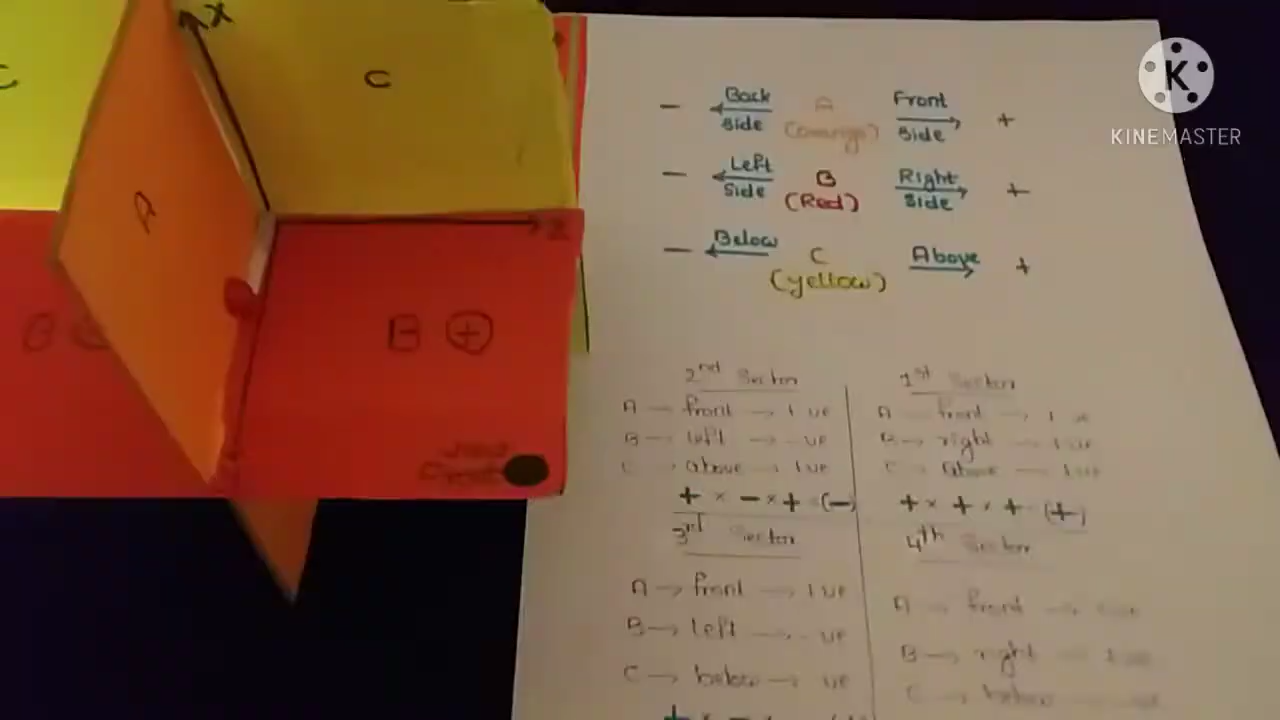 X
C
C
A
Z
B
B +
- Back Side A (orange) Front Side +
- Left Side B (Red) Right Side +
- Below C (yellow) Above +
2nd Sector
A → front → +ve
B → left → -ve
C → above → +ve
+ × - × + (-)
1st Sector
A → front →
B → right → +ve
C → above → +ve
+ × + × + (+)
3rd Sector
A → front → +ve
B → left → -ve
C → below → ve
+ × - ×
4th Sector
A → front →
B → right →
C → below
K
KINEMASTER